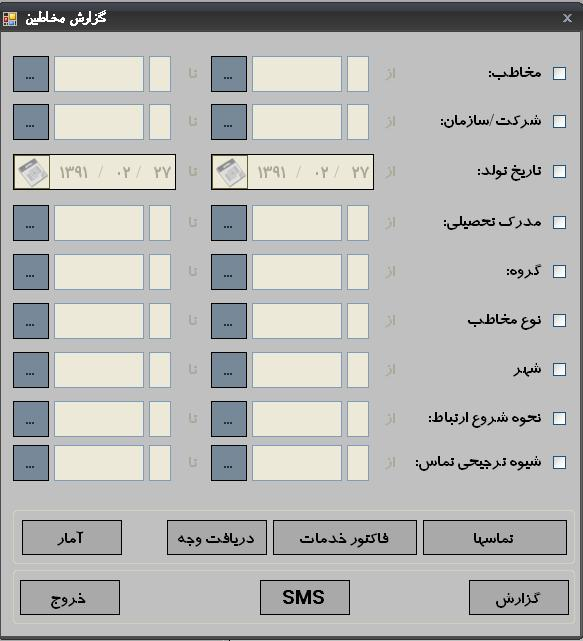 گزارش مخاطبین x
مخاطب: از ... تا ...
شرکت/سازمان: از ... تا ...
تاریخ تولد: از ۱۳۹۱ / ۰۲ / ۲۷ تا ۱۳۹۱ / ۰۲ / ۲۷
مدرک تحصیلی: از ... تا ...
گروه: از ... تا ...
نوع مخاطب از ... تا ...
شهر از ... تا ...
نحوه شروع ارتباط: از ... تا ...
شیوه ترجیحی تماس: از ... تا ...
تماسها فاکتور خدمات دریافت وجه آمار
گزارش SMS خروج